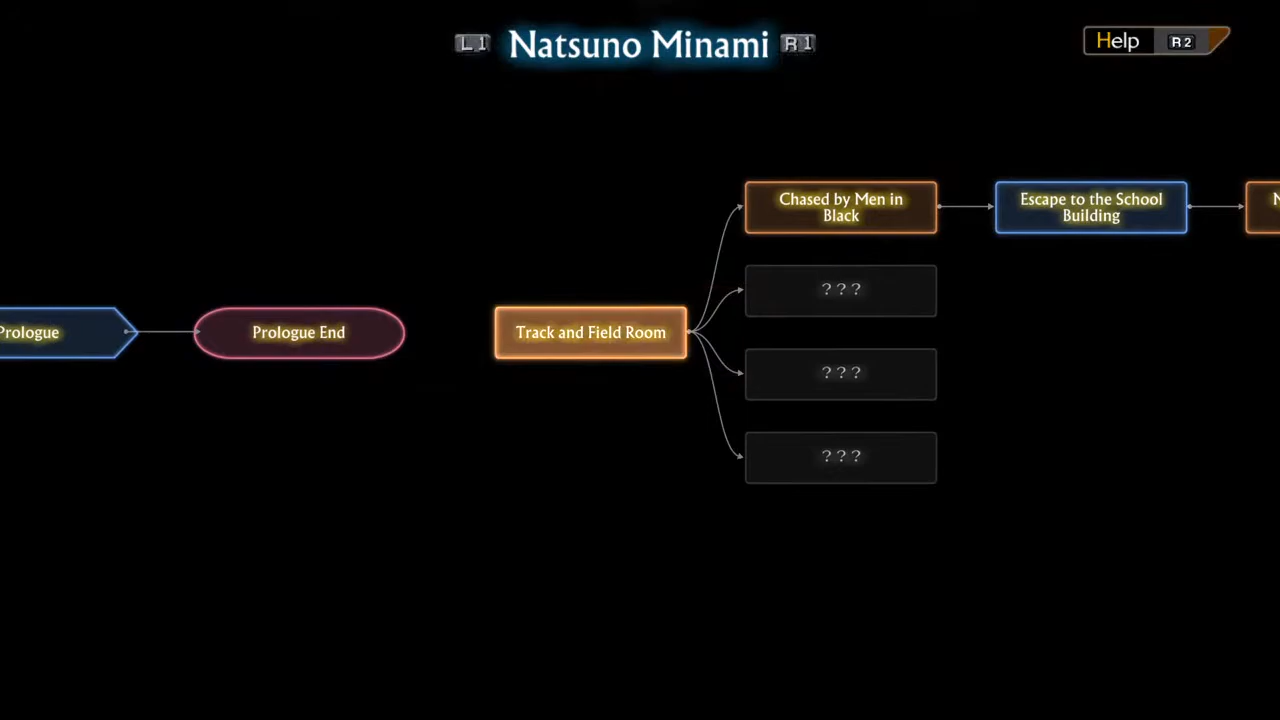 L1 Natsuno Minami R1
Help R2
Prologue
Prologue End
Track and Field Room
Chased by Men in
Black
Escape to the School
Building
N
? ? ?
? ? ?
? ? ?